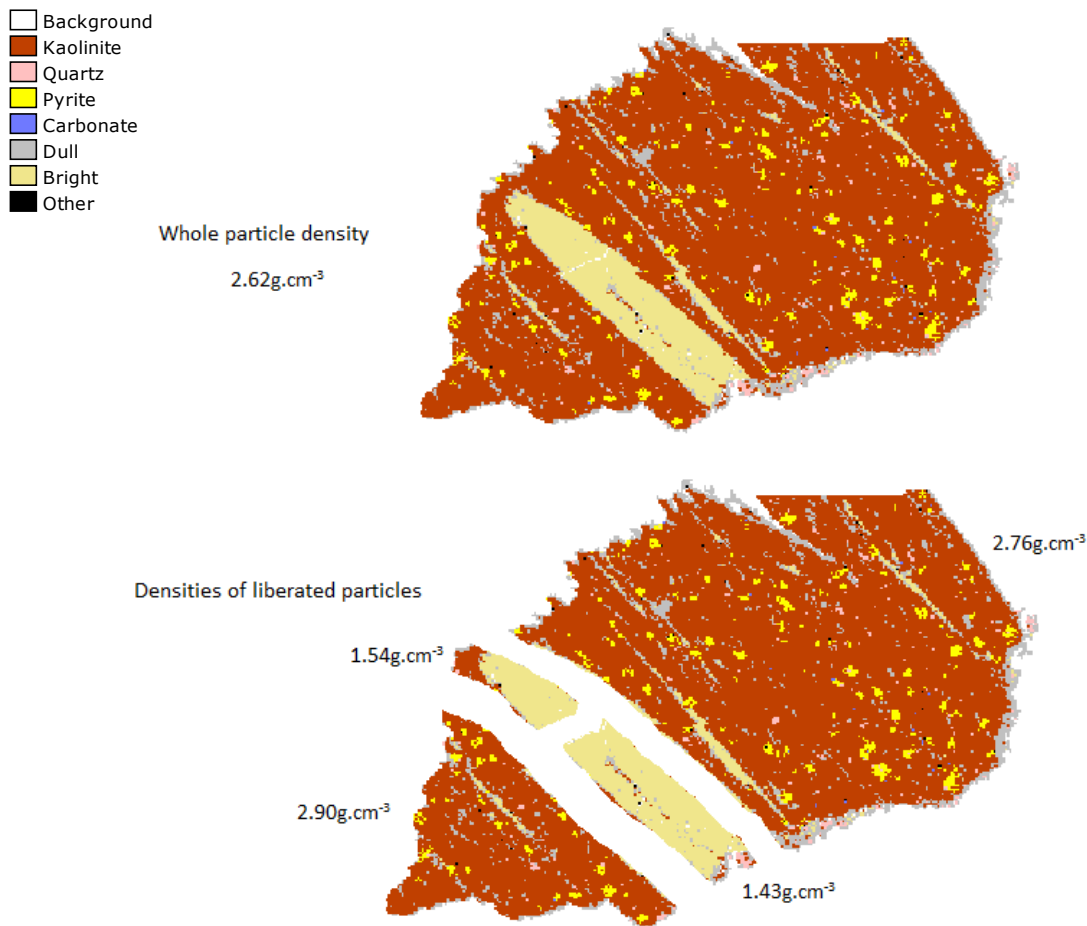 Background
Kaolinite
Quartz
Pyrite
Carbonate
Dull
Bright
Other
Whole particle density
2.62g.cm⁻³
2.76g.cm⁻³
Densities of liberated particles
1.54g.cm⁻³
2.90g.cm⁻³
1.43g.cm⁻³